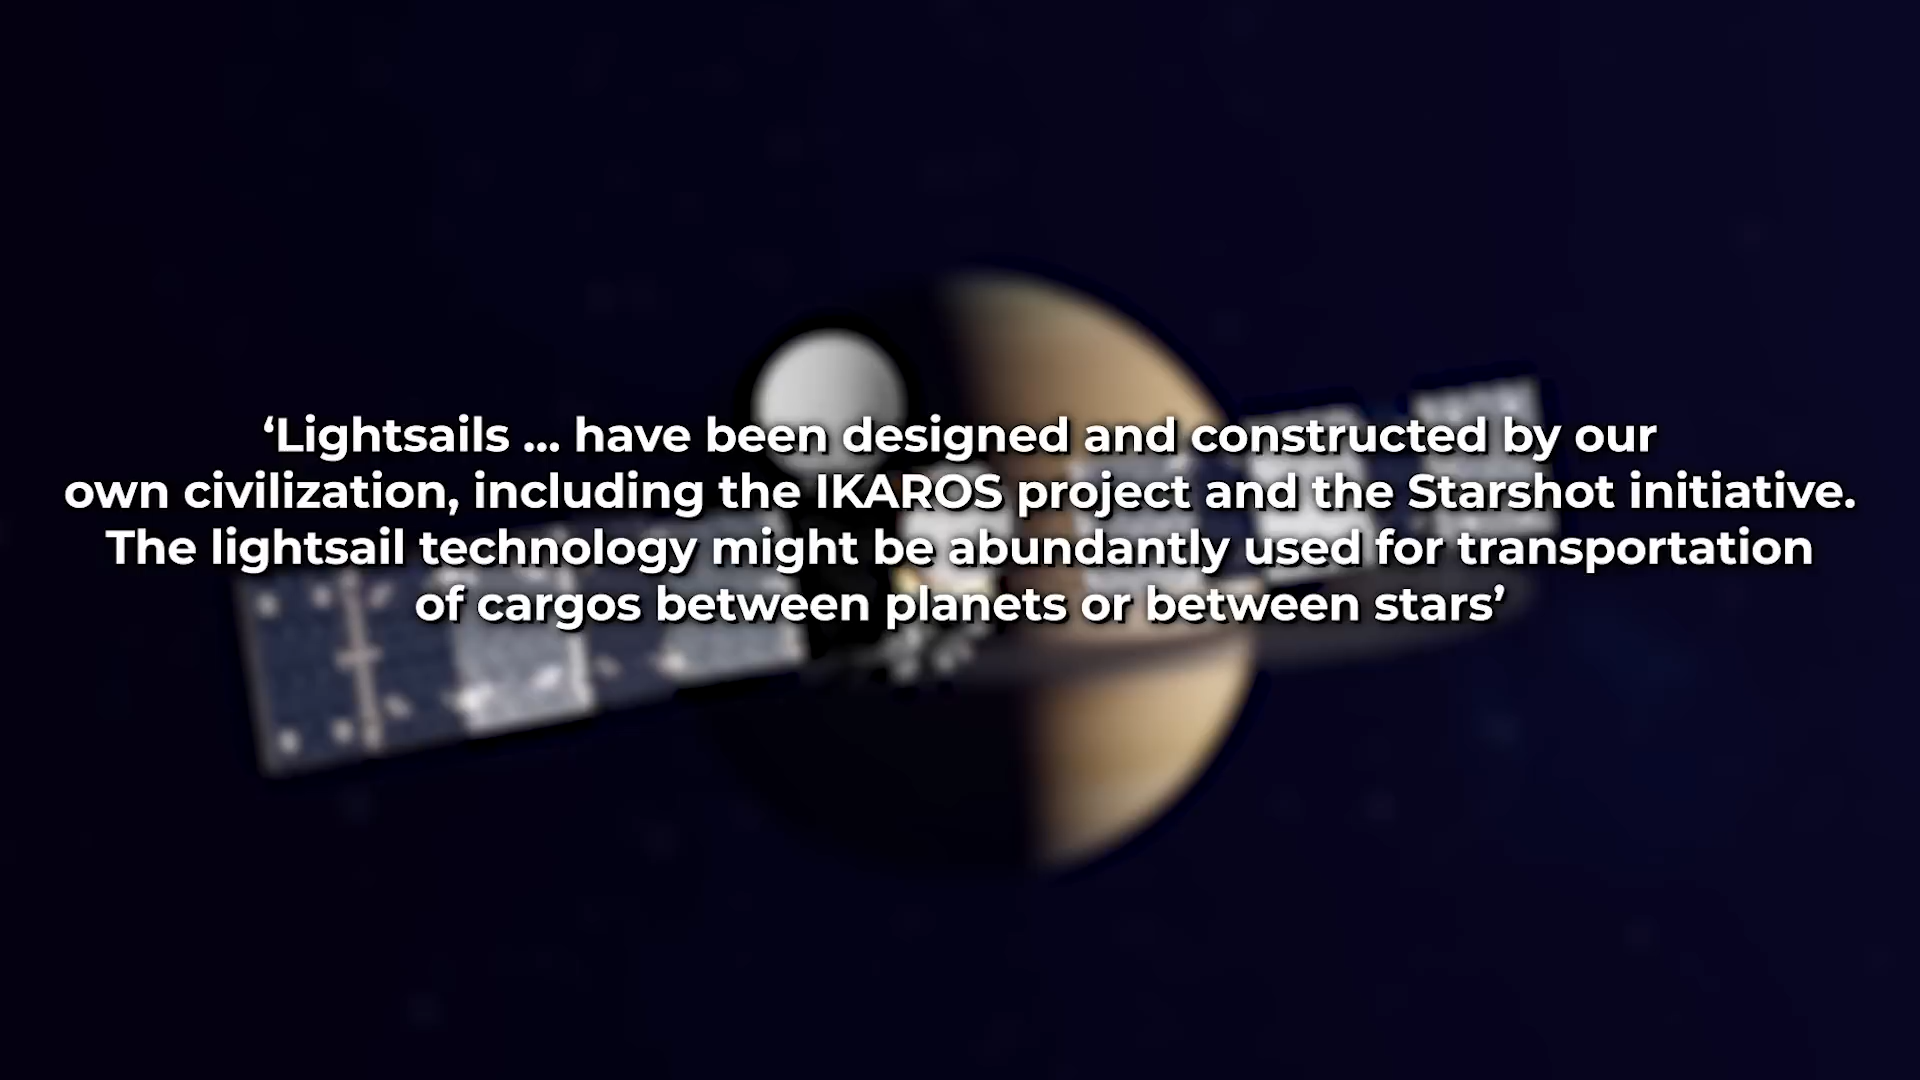 ‘Lightsails ... have been designed and constructed by our
own civilization, including the IKAROS project and the Starshot initiative.
The lightsail technology might be abundantly used for transportation
of cargos between planets or between stars’